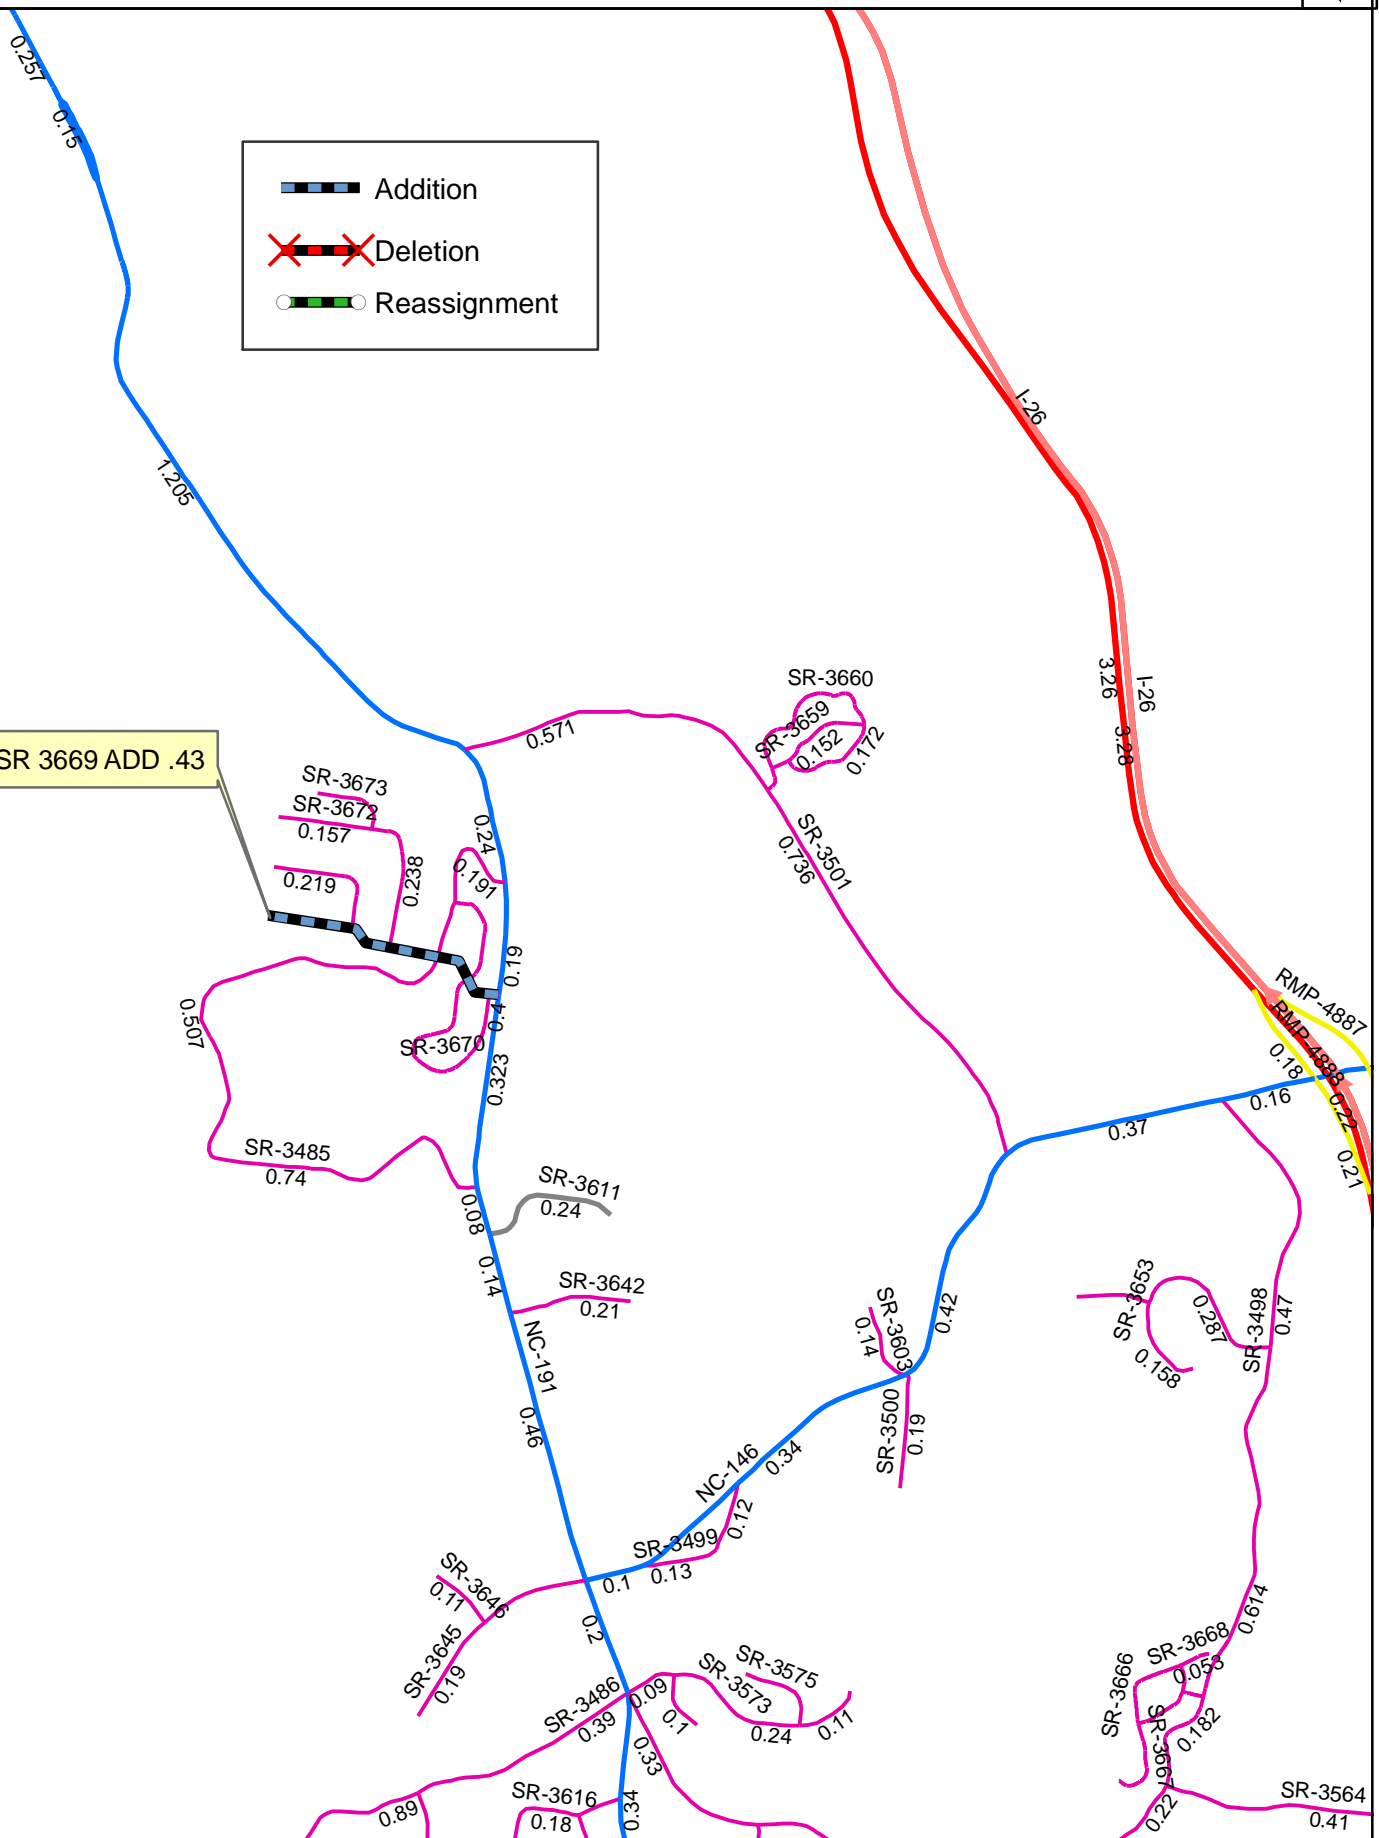 0.257
0.15
Addition
Deletion
Reassignment
I-26
1.205
3.26
I-26
3.28
SR-3660
SR-3659
0.152
0.172
0.571
SR 3669 ADD .43
SR-3673
SR-3672
0.157
0.24
SR-3501
0.736
0.219
0.238
0.191
0.19
RMP-4887
RMP-4888
0.507
0.4
SR-3670
0.18
0.323
0.16
0.22
0.37
SR-3485
0.74
0.21
SR-3611
0.24
0.08
0.14
SR-3642
0.21
SR-3653
0.287
0.158
SR-3498
0.47
SR-3603
0.14
0.42
NC-191
0.46
SR-3500
0.19
NC-146
0.34
0.12
SR-3499
0.13
0.1
SR-3646
0.11
SR-3645
0.19
0.2
0.614
SR-3668
0.053
SR-3666
SR-3667
0.182
SR-3575
SR-3573
SR-3486
0.09
0.39
0.1
0.24
0.11
0.33
SR-3616
0.18
0.34
0.89
SR-3564
0.41
0.22